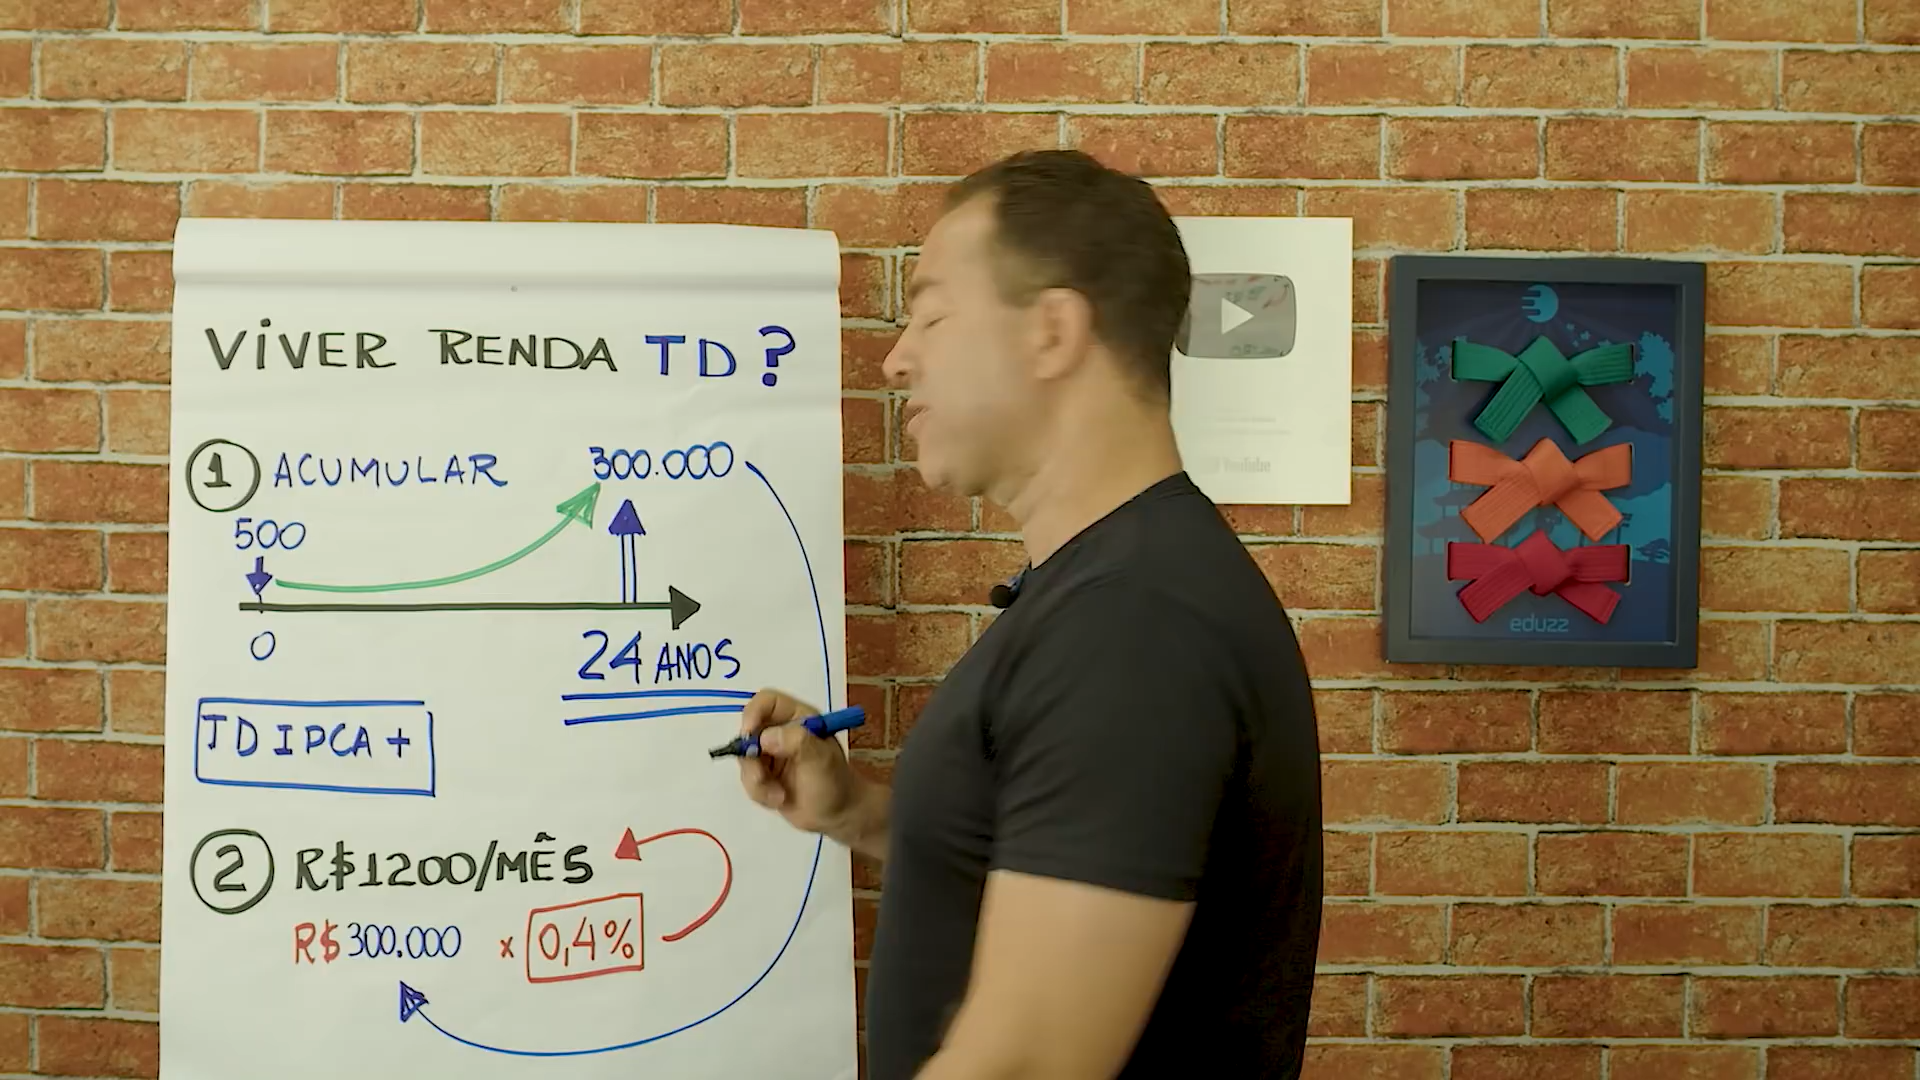 VIVER RENDA TD?
1 ACUMULAR 300.000
500
0
24 ANOS
TD IPCA +
2 R$1200/MÊS
R$ 300.000 x 0,4%
YouTube
eduzz